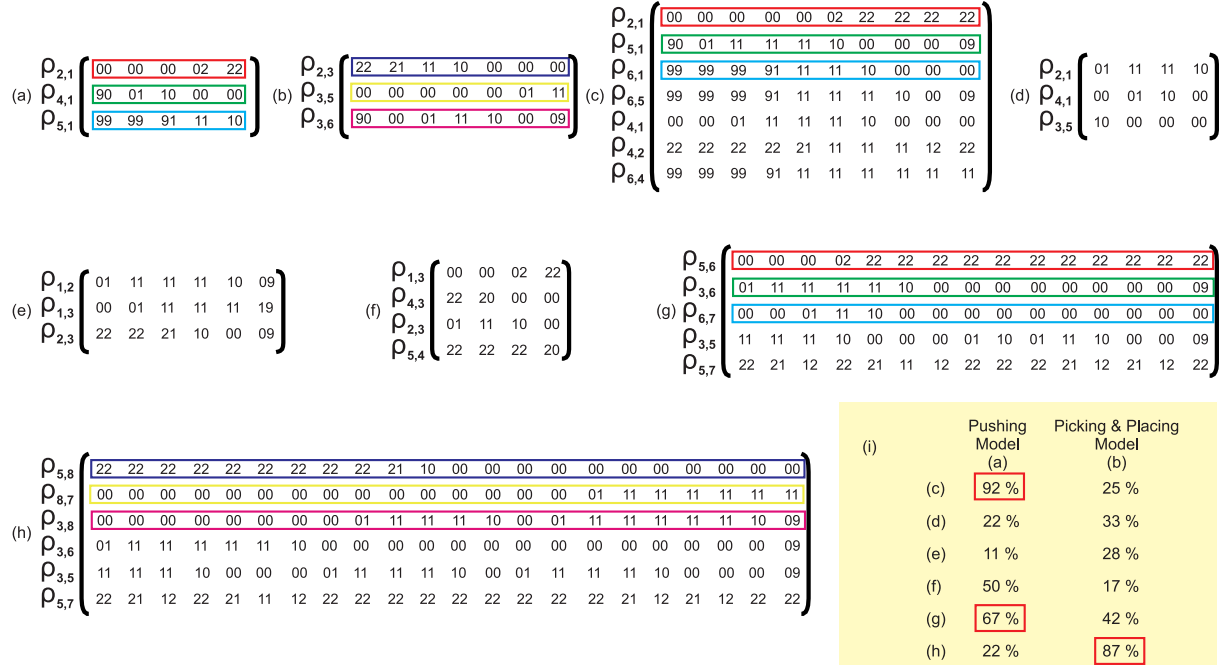 (a)
ρ2,1 00 00 00 02 22
ρ4,1 90 01 10 00 00
ρ5,1 99 99 91 11 10
(b)
ρ2,3 22 21 11 10 00 00 00
ρ3,5 00 00 00 00 00 01 11
ρ3,6 90 00 01 11 10 00 09
(c)
ρ2,1 00 00 00 00 00 02 22 22 22 22
ρ5,1 90 01 11 11 11 10 00 00 00 09
ρ6,1 99 99 99 91 11 11 10 00 00 00
ρ6,5 99 99 99 91 11 11 11 10 00 09
ρ4,1 00 00 01 11 11 11 10 00 00 00
ρ4,2 22 22 22 22 21 11 11 11 12 22
ρ6,4 99 99 99 91 11 11 11 11 11 11
(d)
ρ2,1 01 11 11 10
ρ4,1 00 01 10 00
ρ3,5 10 00 00 00
(e)
ρ1,2 01 11 11 11 10 09
ρ1,3 00 01 11 11 11 19
ρ2,3 22 22 21 10 00 09
(f)
ρ1,3 00 00 02 22
ρ4,3 22 20 00 00
ρ2,3 01 11 10 00
ρ5,4 22 22 22 20
(g)
ρ5,6 00 00 00 02 22 22 22 22 22 22 22 22 22 22
ρ3,6 01 11 11 11 11 10 00 00 00 00 00 00 00 09
ρ6,7 00 00 01 11 10 00 00 00 00 00 00 00 00 00
ρ3,5 11 11 11 10 00 00 00 01 10 01 11 10 00 09
ρ5,7 22 21 12 22 21 11 12 22 22 22 21 12 21 12 22
(h)
ρ5,8 22 22 22 22 22 22 22 22 22 21 10 00 00 00 00 00 00 00 00 00 00
ρ8,7 00 00 00 00 00 00 00 00 00 00 00 00 00 00 00 01 11 11 11 11 11
ρ3,8 00 00 00 00 00 00 00 01 11 11 11 10 00 01 11 11 11 11 11 10 09
ρ3,6 01 11 11 11 11 11 10 00 00 00 00 00 00 00 00 00 00 00 00 00 09
ρ3,5 11 11 11 10 00 00 00 01 11 11 10 00 01 11 11 11 10 00 00 00 09
ρ5,7 22 21 12 22 21 11 12 22 22 22 22 22 22 22 22 21 12 21 12 22 22
(i)
Pushing Picking & Placing
Model Model
(a) (b)
(c) 92 % 25 %
(d) 22 % 33 %
(e) 11 % 28 %
(f) 50 % 17 %
(g) 67 % 42 %
(h) 22 % 87 %